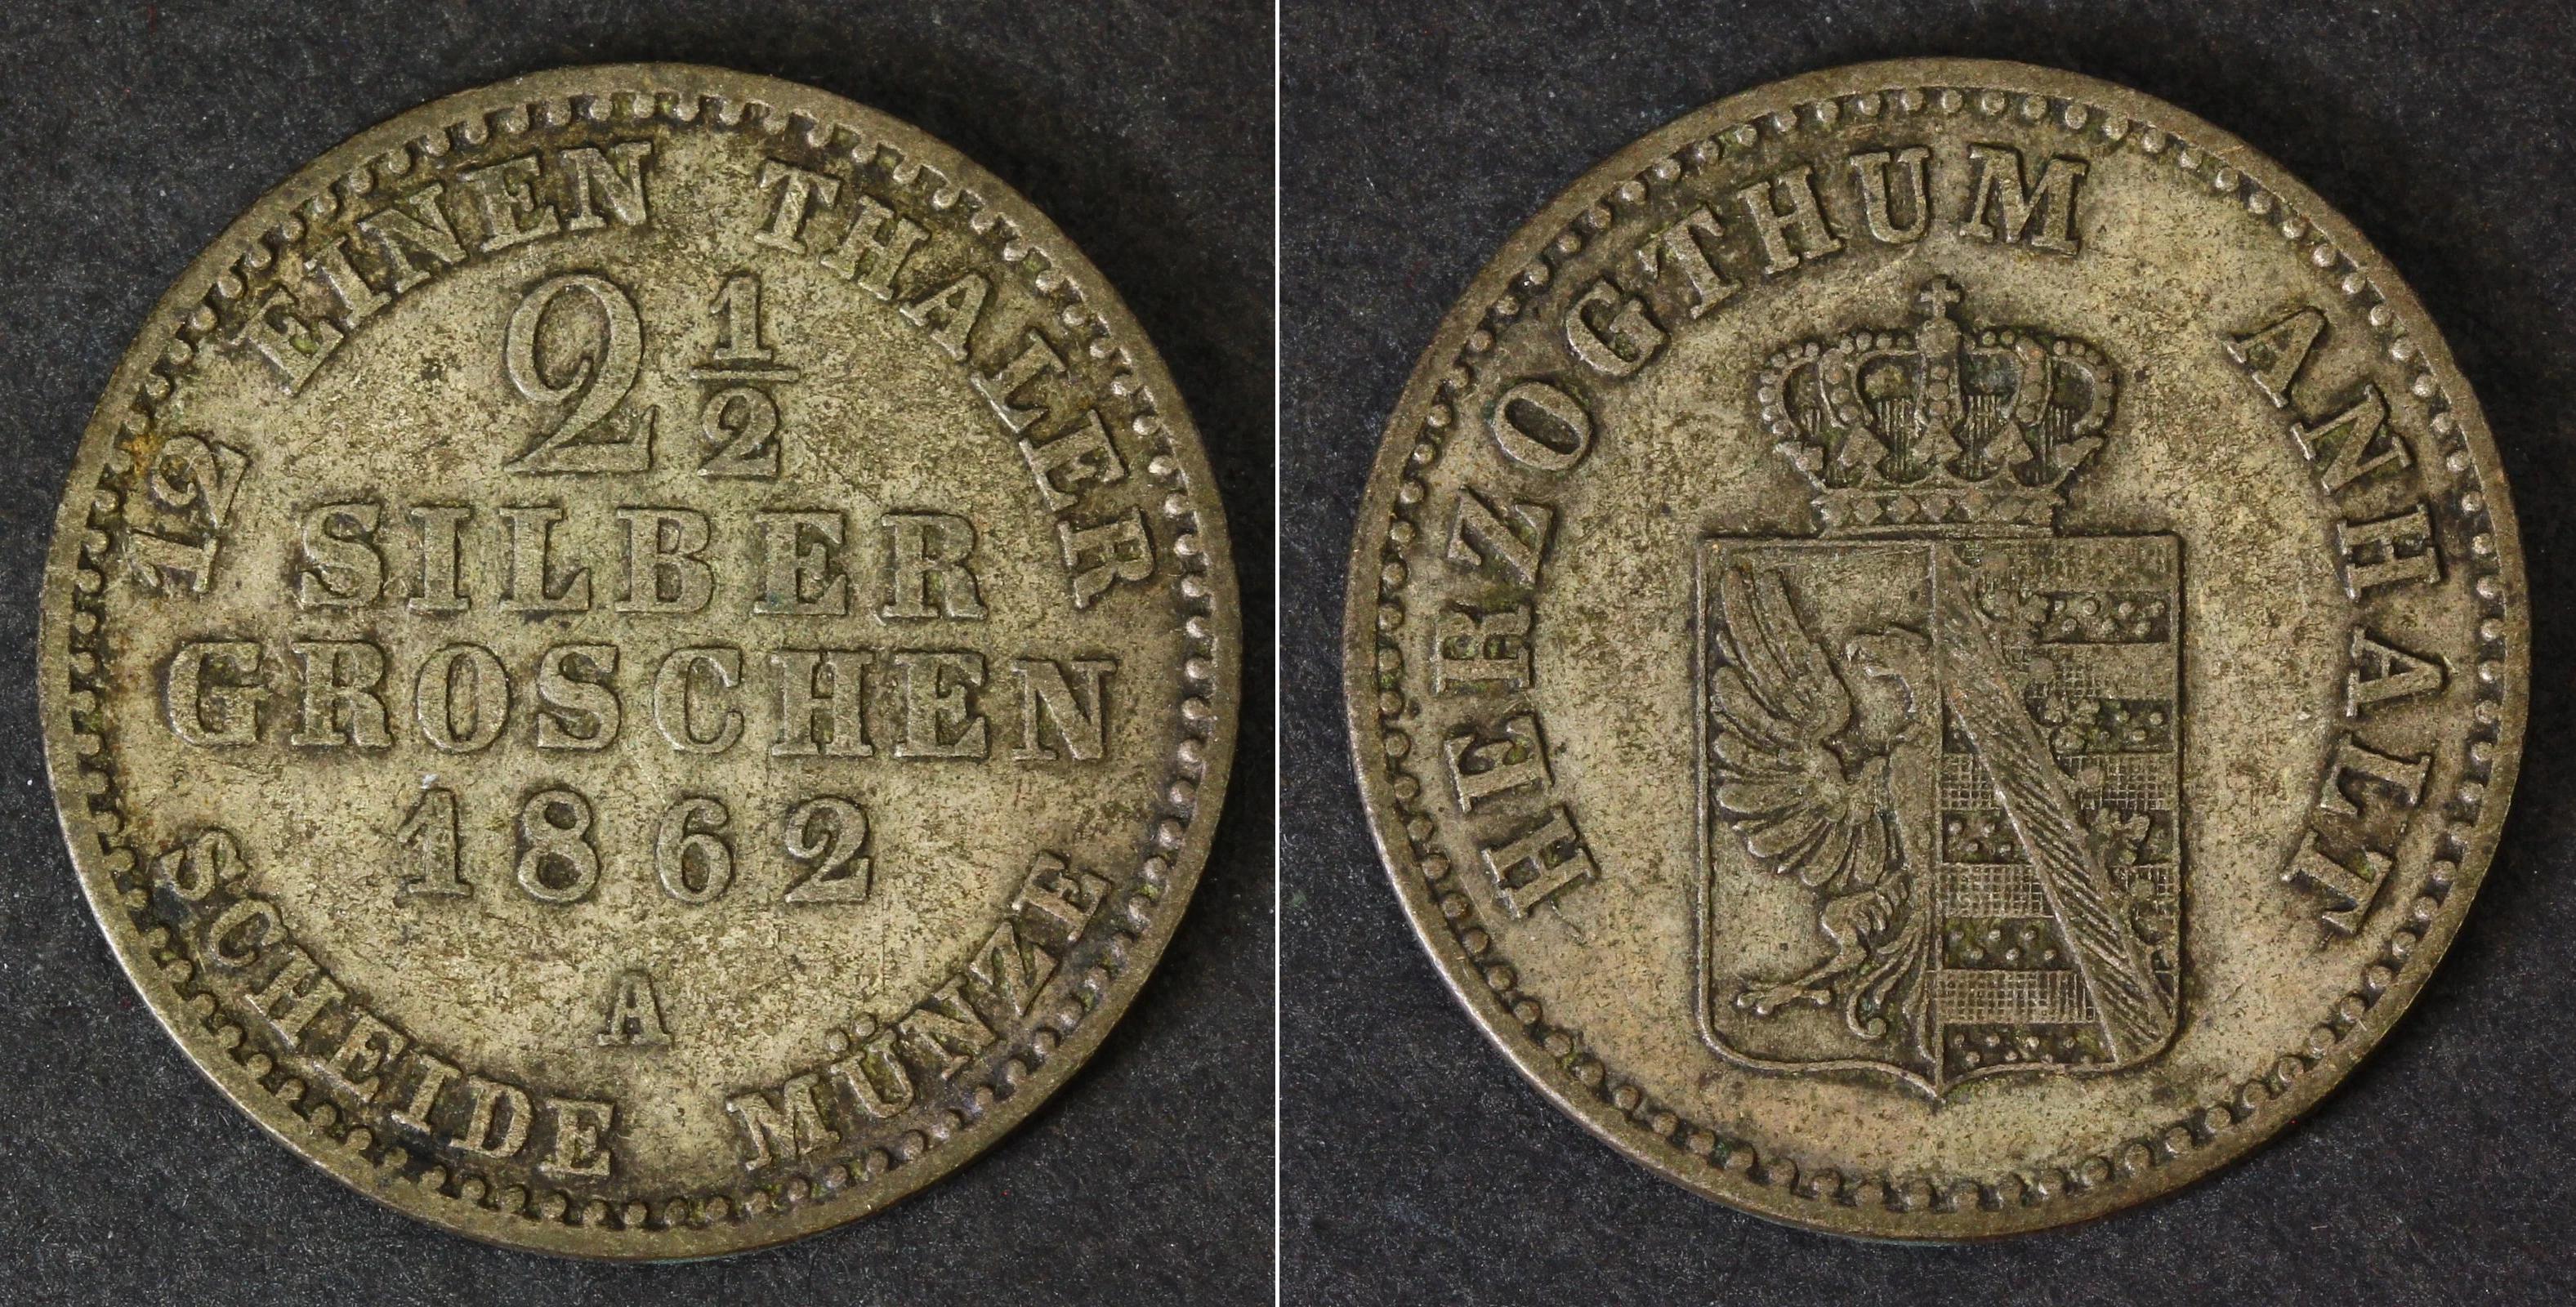 12 EINEN THALER
2 1/2
SILBER
GROSCHEN
1862
A
SCHEIDE MÜNZE
HERZOGTHUM ANHALT